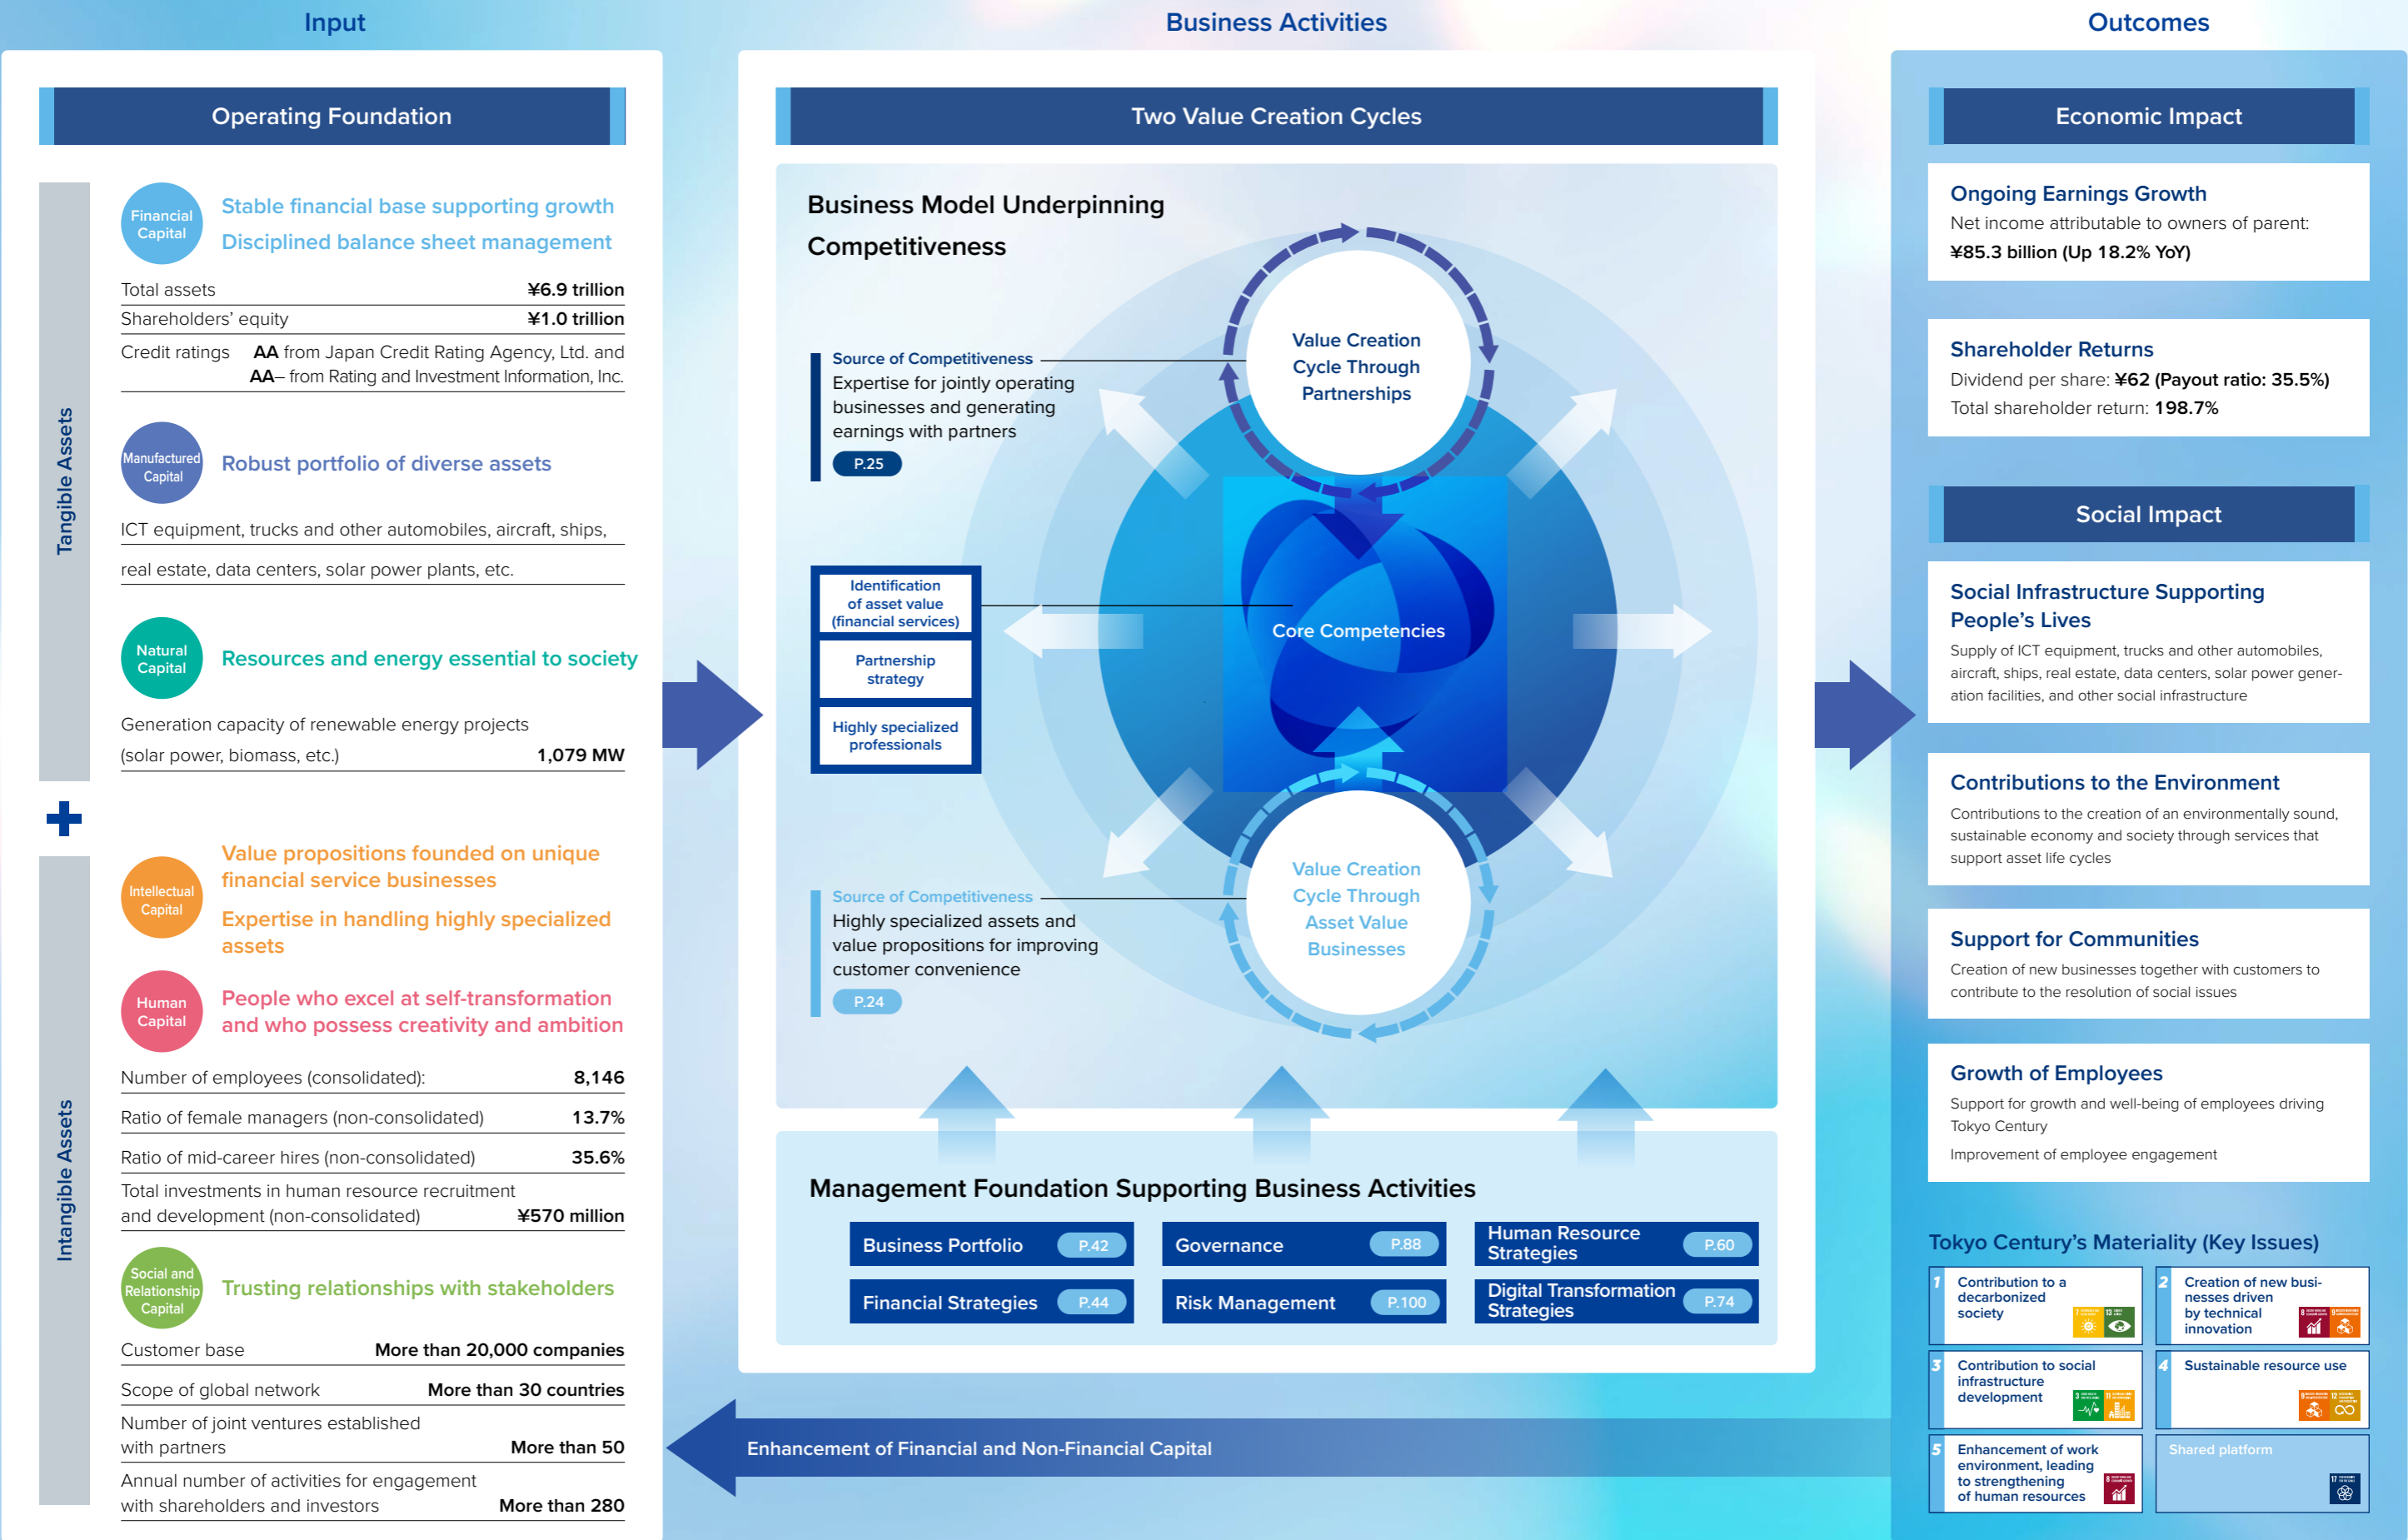 Input
Operating Foundation
Tangible Assets
Financial
Capital
Stable financial base supporting growth
Disciplined balance sheet management
Total assets ¥6.9 trillion
Shareholders' equity ¥1.0 trillion
Credit ratings AA from Japan Credit Rating Agency, Ltd. and
AA– from Rating and Investment Information, Inc.
Manufactured
Capital
Robust portfolio of diverse assets
ICT equipment, trucks and other automobiles, aircraft, ships,
real estate, data centers, solar power plants, etc.
Natural
Capital
Resources and energy essential to society
Generation capacity of renewable energy projects
(solar power, biomass, etc.) 1,079 MW
Intangible Assets
Intellectual
Capital
Value propositions founded on unique
financial service businesses
Expertise in handling highly specialized
assets
Human
Capital
People who excel at self-transformation
and who possess creativity and ambition
Number of employees (consolidated): 8,146
Ratio of female managers (non-consolidated) 13.7%
Ratio of mid-career hires (non-consolidated) 35.6%
Total investments in human resource recruitment
and development (non-consolidated) ¥570 million
Social and
Relationship
Capital
Trusting relationships with stakeholders
Customer base More than 20,000 companies
Scope of global network More than 30 countries
Number of joint ventures established
with partners More than 50
Annual number of activities for engagement
with shareholders and investors More than 280
Business Activities
Two Value Creation Cycles
Business Model Underpinning
Competitiveness
Source of Competitiveness
Expertise for jointly operating
businesses and generating
earnings with partners
P.25
Value Creation
Cycle Through
Partnerships
Identification
of asset value
(financial services)
Partnership
strategy
Highly specialized
professionals
Core Competencies
Source of Competitiveness
Highly specialized assets and
value propositions for improving
customer convenience
P.24
Value Creation
Cycle Through
Asset Value
Businesses
Management Foundation Supporting Business Activities
Business Portfolio P.42
Governance P.88
Human Resource
Strategies P.60
Financial Strategies P.44
Risk Management P.100
Digital Transformation
Strategies P.74
Enhancement of Financial and Non-Financial Capital
Outcomes
Economic Impact
Ongoing Earnings Growth
Net income attributable to owners of parent:
¥85.3 billion (Up 18.2% YoY)
Shareholder Returns
Dividend per share: ¥62 (Payout ratio: 35.5%)
Total shareholder return: 198.7%
Social Impact
Social Infrastructure Supporting
People's Lives
Supply of ICT equipment, trucks and other automobiles,
aircraft, ships, real estate, data centers, solar power gener-
ation facilities, and other social infrastructure
Contributions to the Environment
Contributions to the creation of an environmentally sound,
sustainable economy and society through services that
support asset life cycles
Support for Communities
Creation of new businesses together with customers to
contribute to the resolution of social issues
Growth of Employees
Support for growth and well-being of employees driving
Tokyo Century
Improvement of employee engagement
Tokyo Century's Materiality (Key Issues)
1 Contribution to a
decarbonized
society
7 13
2 Creation of new busi-
nesses driven
by technical
innovation
8 9
3 Contribution to social
infrastructure
development
3 11
4 Sustainable resource use
9 12
5 Enhancement of work
environment, leading
to strengthening
of human resources
8
Shared platform
17